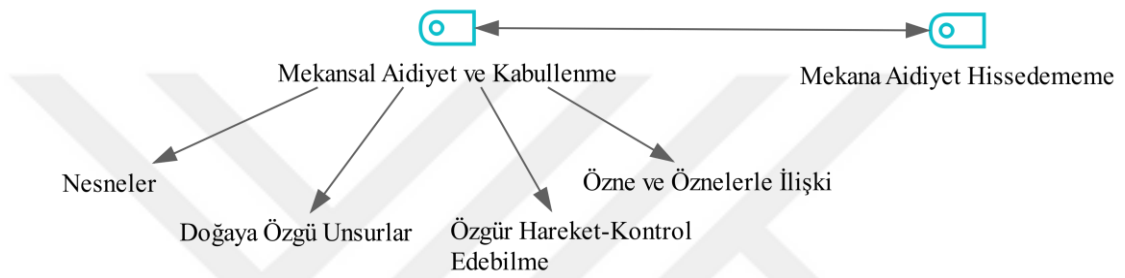 Mekansal Aidiyet ve Kabullenme
Mekana Aidiyet Hissedememe
Nesneler
Özne ve Öznelerle İlişki
Doğaya Özgü Unsurlar
Özgür Hareket-Kontrol
Edebilme